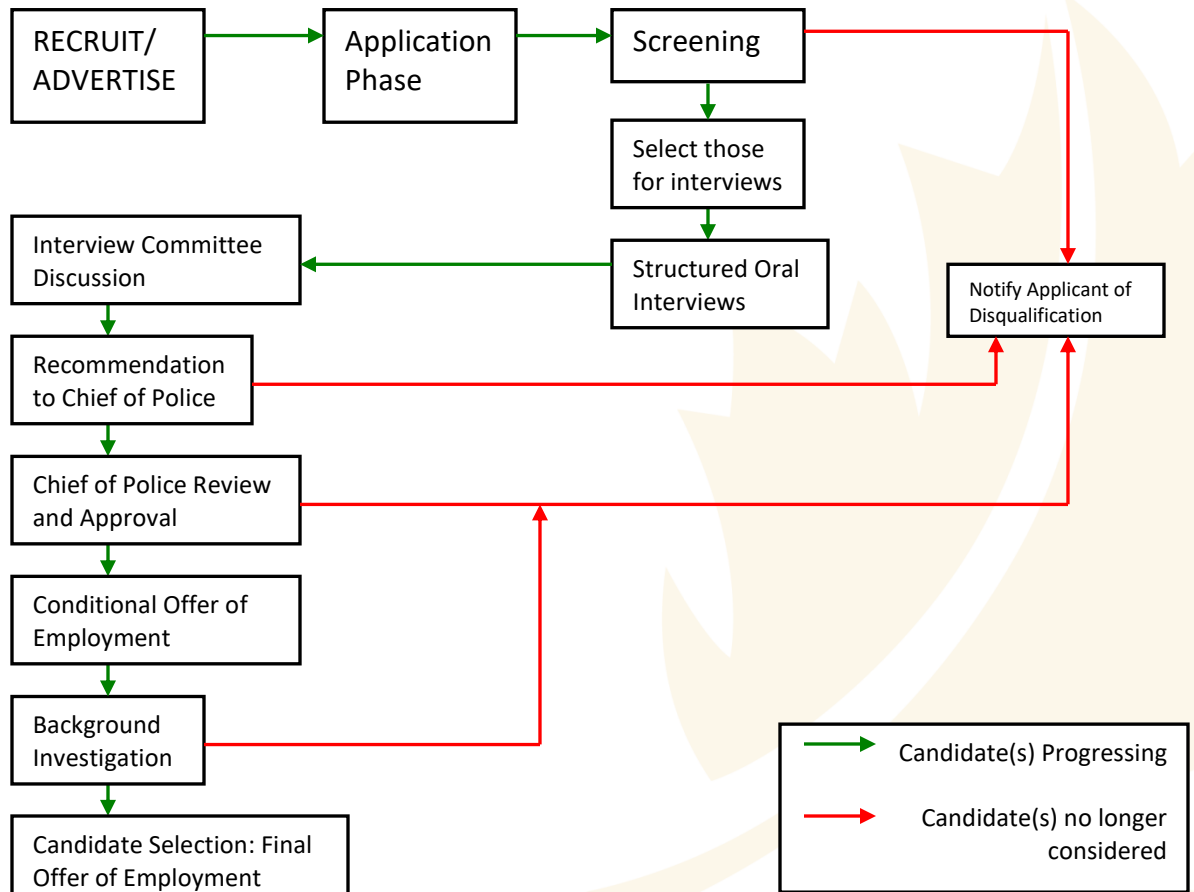 RECRUIT/
ADVERTISE
Application
Phase
Screening
Select those
for interviews
Interview Committee
Discussion
Structured Oral
Interviews
Notify Applicant of
Disqualification
Recommendation
to Chief of Police
Chief of Police Review
and Approval
Conditional Offer of
Employment
Background
Investigation
Candidate Selection: Final
Offer of Employment
Candidate(s) Progressing
Candidate(s) no longer
considered